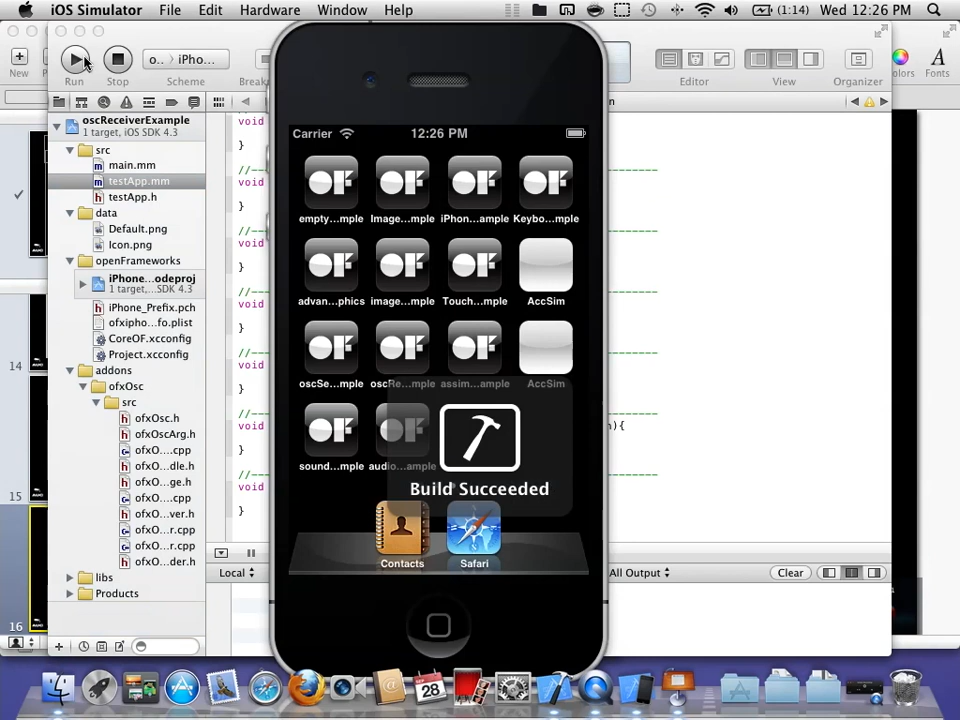 iOS Simulator File Edit Hardware Window Help (1:14) Wed 12:26 PM
New
Run Stop Scheme
o.. iPho...
Editor View Organizer
Fonts
oscReceiverExample
1 target, iOS SDK 4.3
src
main.mm
testApp.mm
testApp.h
data
Default.png
Icon.png
openFrameworks
iPhone...odeproj
1 target,...SDK 4.3
iPhone_Prefix.pch
ofxipho...fo.plist
CoreOF.xcconfig
Project.xcconfig
addons
ofxOsc
src
ofxOsc.h
ofxOscArg.h
ofxO....cpp
ofxO...dle.h
ofxO...ge.h
ofxO....cpp
ofxO...ver.h
ofxO...r.cpp
ofxO...r.cpp
ofxO...der.h
libs
Products
14
15
16
void
}
//--
void
}
//--
void
}
//--
void
}
//--
void
}
//--
void
}
//--
void
}
Carrier 12:26 PM
empty...mple Image...mple iPhon...ample Keybo...mple
advan...phics image...mple Touch...mple AccSim
oscSe...mple oscRe...mple assim...ample AccSim
sound...mple audio...ample
Build Succeeded
Contacts Safari
Local
All Output Clear
SEP
28